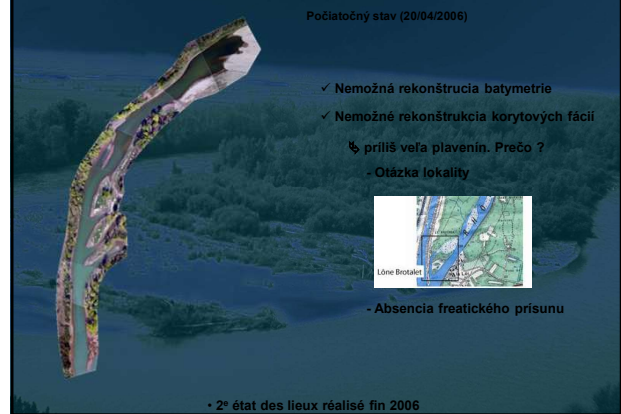 Počiatočný stav (20/04/2006)
✓ Nemožná rekonštrucia batymetrie
✓ Nemožné rekonštrukcia korytových fácií
↳ príliš veľa plavenín. Prečo ?
- Otázka lokality
R H Ô
Lône Brotalet
- Absencia freatického prísunu
• 2ᵉ état des lieux réalisé fin 2006